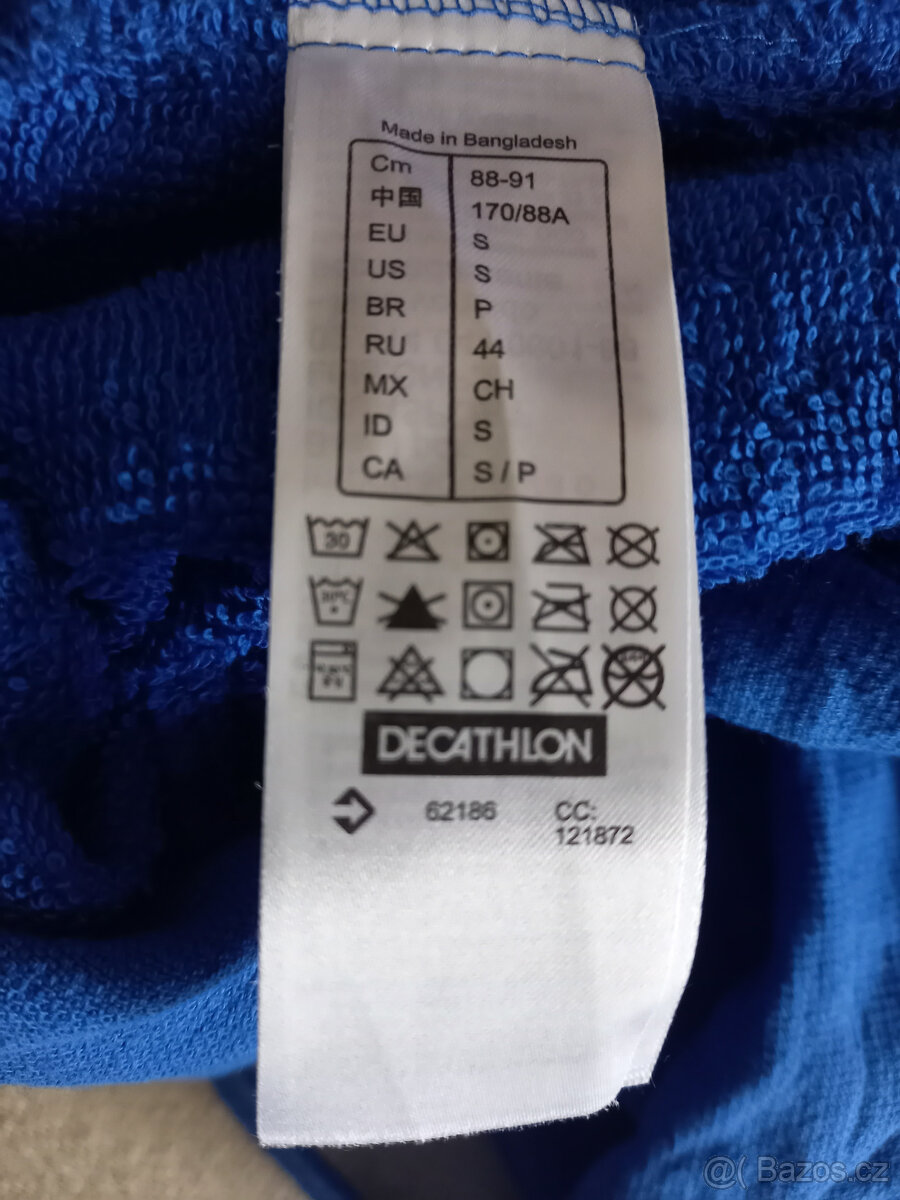 Made in Bangladesh
Cm 88-91
中国 170/88A
EU S
US S
BR P
RU 44
MX CH
ID S
CA S / P
30
DECATHLON
62186 CC:
121872
@( Bazos.cz